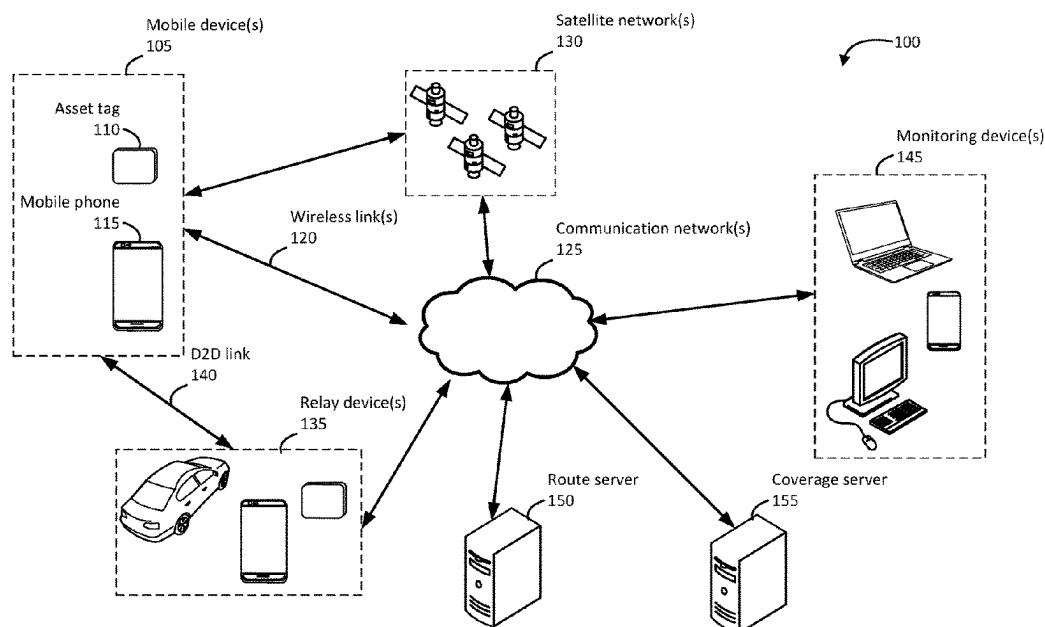 Mobile device(s)
105
Satellite network(s)
130
100
Asset tag
110
Monitoring device(s)
145
Mobile phone
115
Wireless link(s)
120
Communication network(s)
125
D2D link
140
Relay device(s)
135
Route server
150
Coverage server
155